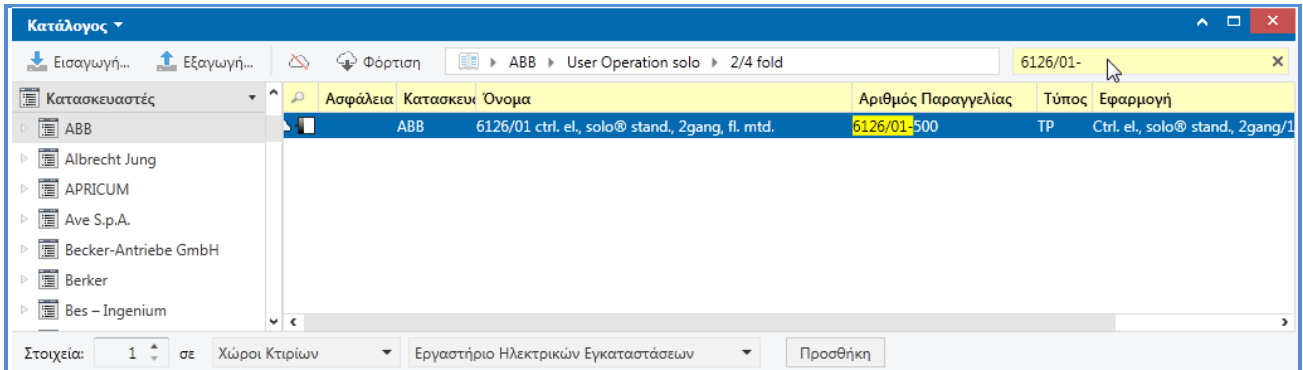 Κατάλογος
Εισαγωγή... Εξαγωγή... Φόρτιση ABB User Operation solo 2/4 fold 6126/01-
Κατασκευαστές Ασφάλεια Κατασκευα Όνομα Αριθμός Παραγγελίας Τύπος Εφαρμογή
ABB ABB 6126/01 ctrl. el., solo® stand., 2gang, fl. mtd. 6126/01-500 TP Ctrl. el., solo® stand., 2gang/1
Albrecht Jung
APRICUM
Ave S.p.A.
Becker-Antriebe GmbH
Berker
Bes – Ingenium
Στοιχεία: 1 σε Χώροι Κτιρίων Εργαστήριο Ηλεκτρικών Εγκαταστάσεων Προσθήκη